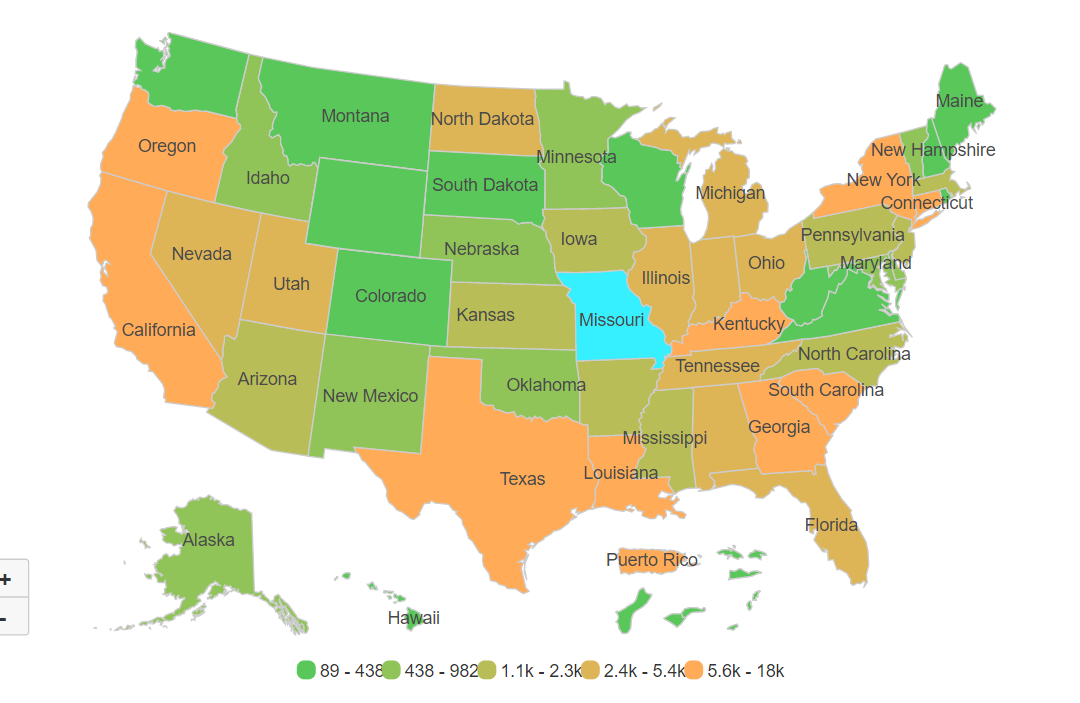 Maine
Montana
North Dakota
Oregon
New Hampshire
Minnesota
Idaho
South Dakota
New York
Michigan
Connecticut
Pennsylvania
Iowa
Nebraska
Nevada
Ohio
Maryland
Illinois
Utah
Colorado
Kansas
Missouri
Kentucky
California
North Carolina
Tennessee
Arizona
Oklahoma
South Carolina
New Mexico
Georgia
Mississippi
Louisiana
Texas
Florida
Alaska
Puerto Rico
+
Hawaii
-
89 - 438 438 - 982 1.1k - 2.3k 2.4k - 5.4k 5.6k - 18k